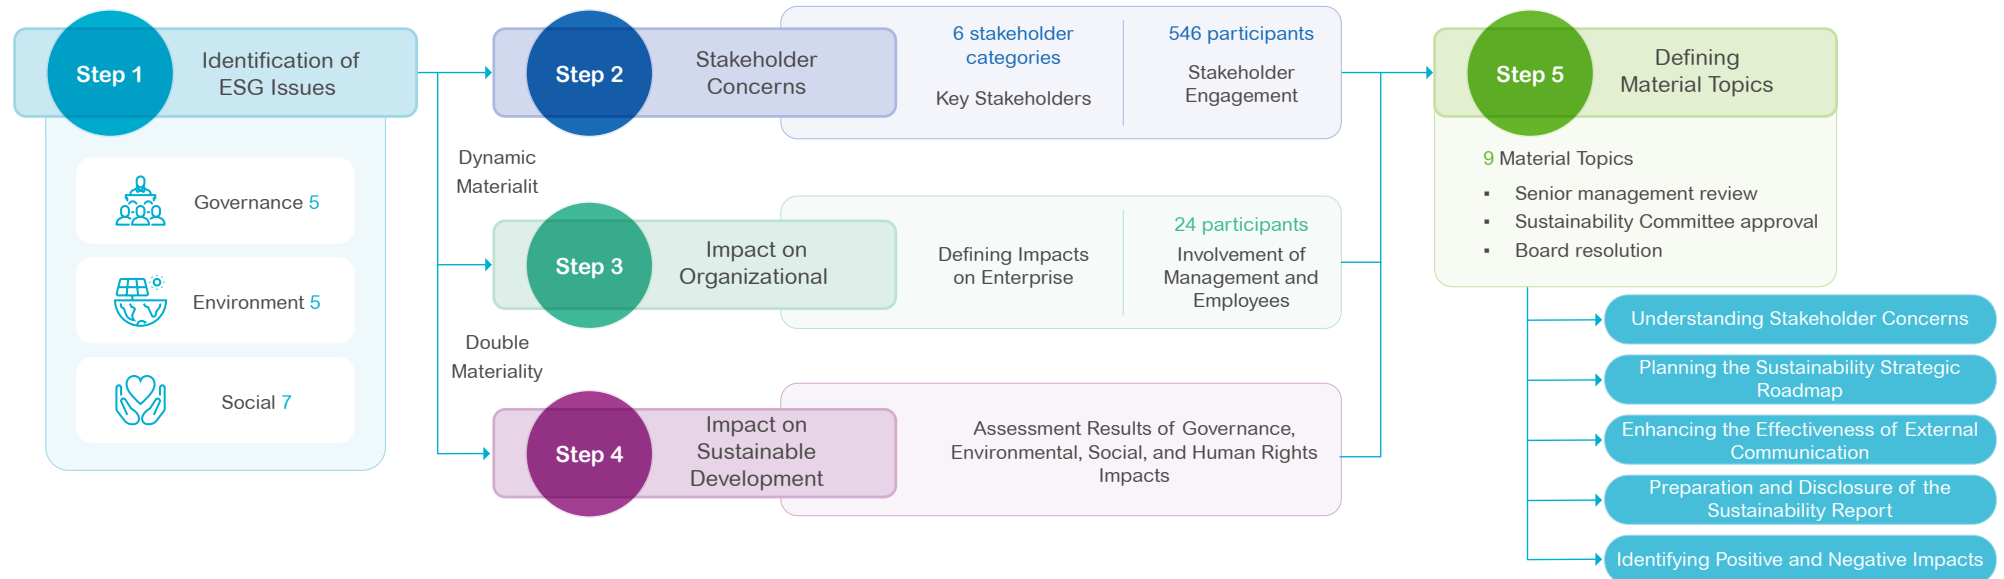 Step 1
Identification of
ESG Issues
Governance 5
Environment 5
Social 7
Dynamic
Materialit
Double
Materiality
Step 2
Stakeholder
Concerns
6 stakeholder
categories
Key Stakeholders
546 participants
Stakeholder
Engagement
Step 3
Impact on
Organizational
Defining Impacts
on Enterprise
24 participants
Involvement of
Management and
Employees
Step 4
Impact on
Sustainable
Development
Assessment Results of Governance,
Environmental, Social, and Human Rights
Impacts
Step 5
Defining
Material Topics
9 Material Topics
▪ Senior management review
▪ Sustainability Committee approval
▪ Board resolution
Understanding Stakeholder Concerns
Planning the Sustainability Strategic
Roadmap
Enhancing the Effectiveness of External
Communication
Preparation and Disclosure of the
Sustainability Report
Identifying Positive and Negative Impacts